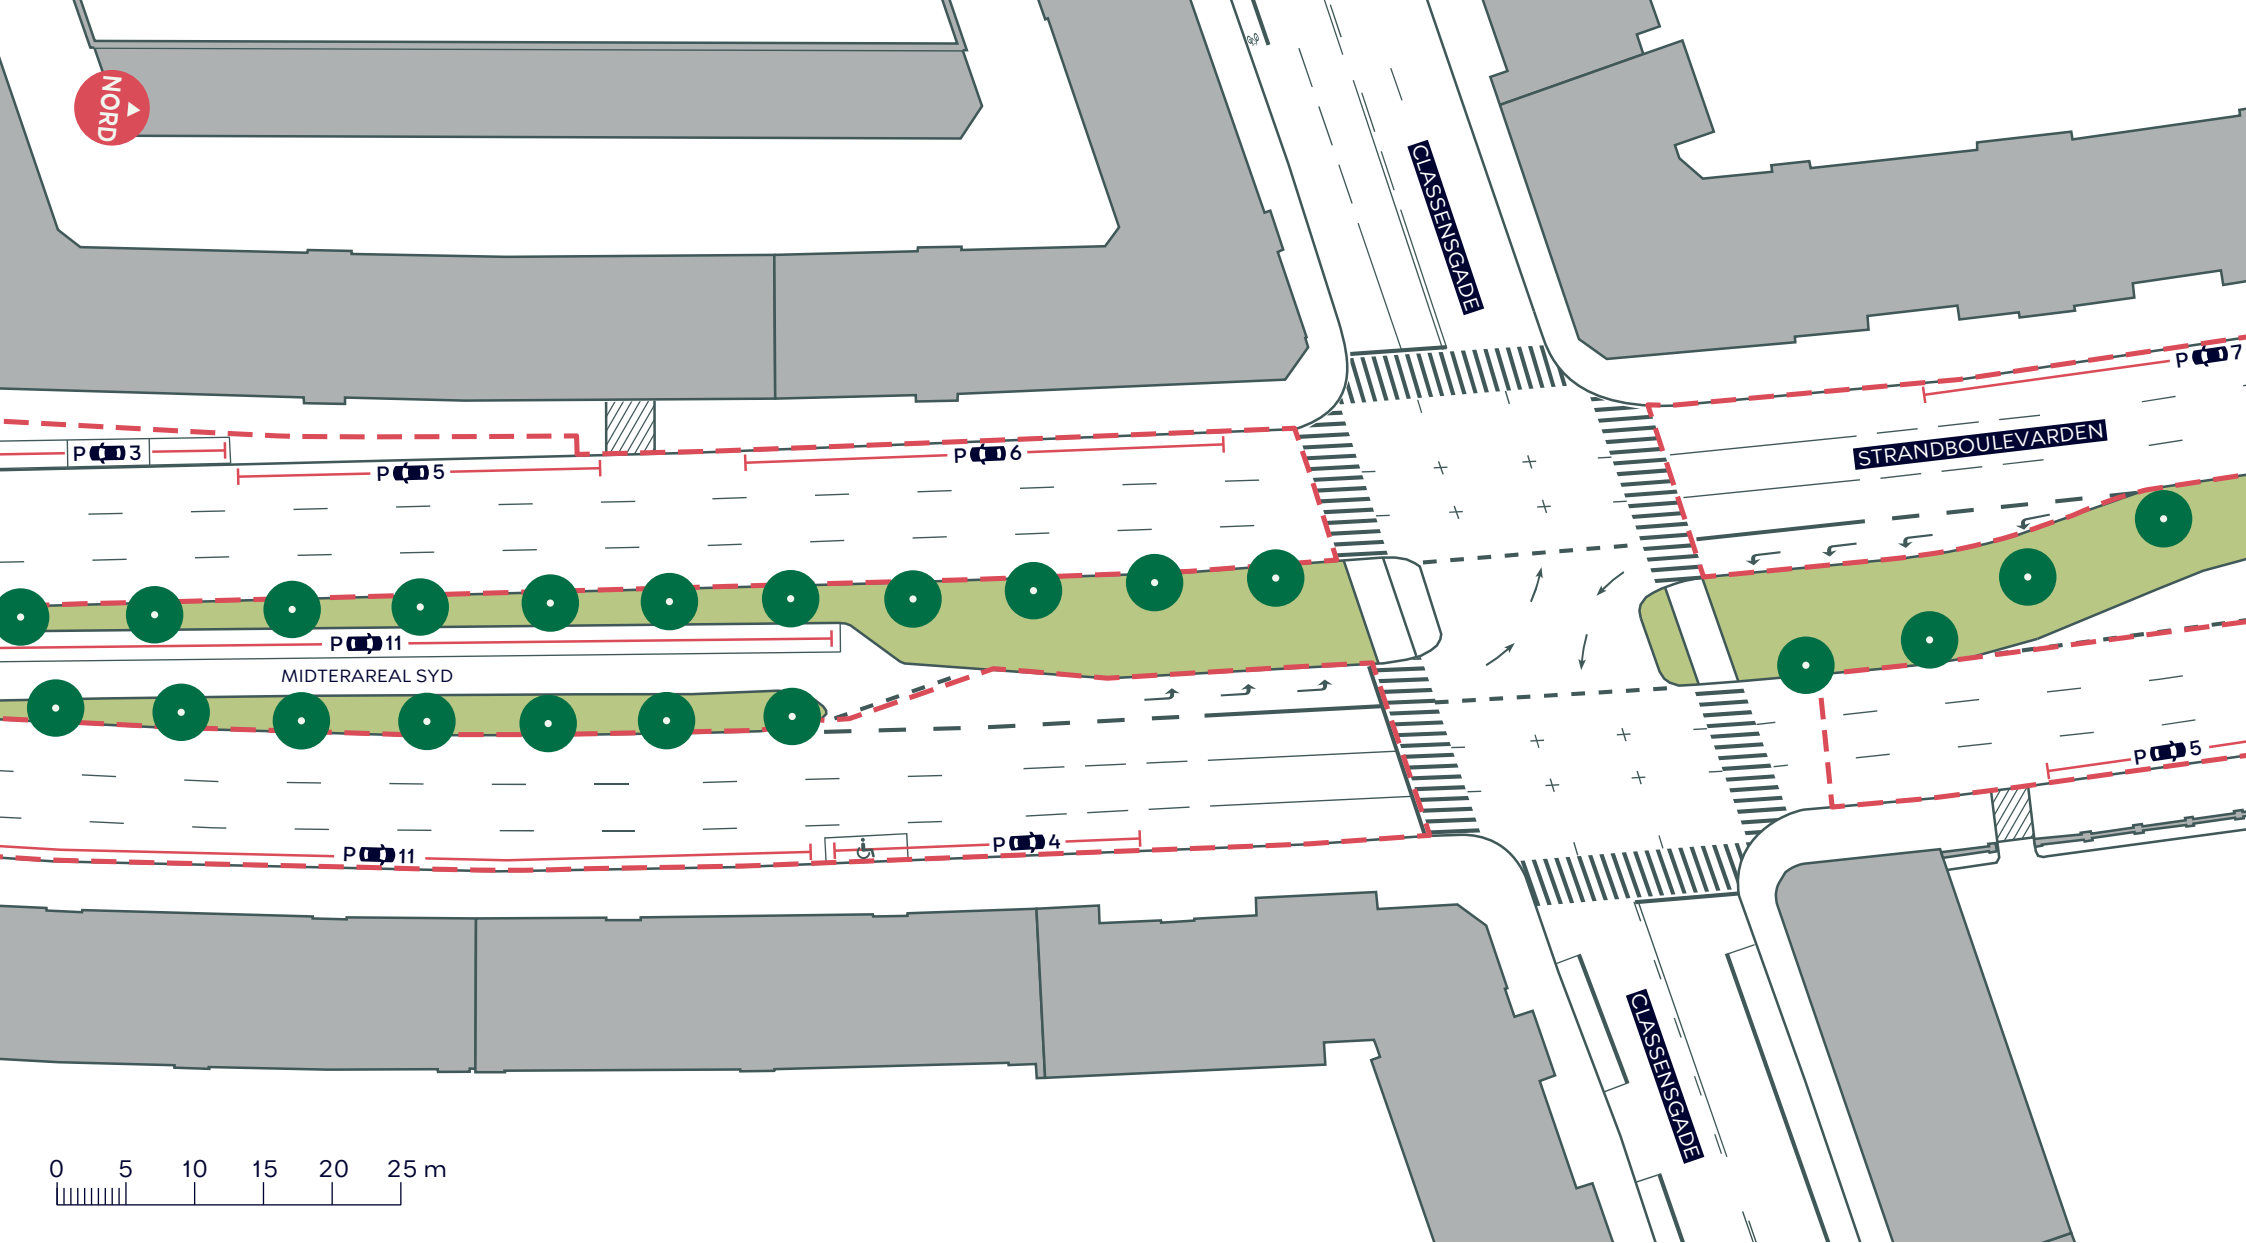 NORD
CLASSENSGADE
P 7
STRANDBOULEVARDEN
P 3
P 5
P 6
P 11
MIDTERAREAL SYD
P 5
P 4
P 11
CLASSENSGADE
0 5 10 15 20 25 m